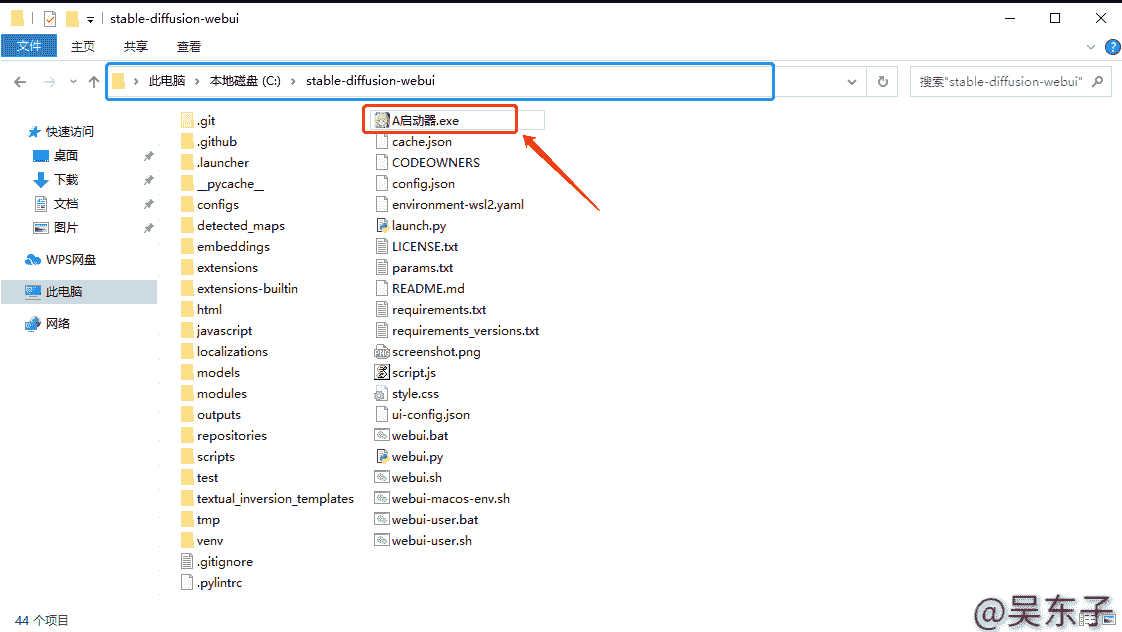 stable-diffusion-webui
文件 主页 共享 查看
此电脑 本地磁盘 (C:) stable-diffusion-webui
搜索"stable-diffusion-webui"
快速访问
桌面
下载
文档
图片
WPS网盘
此电脑
网络
.git
.github
.launcher
__pycache__
configs
detected_maps
embeddings
extensions
extensions-builtin
html
javascript
localizations
models
modules
outputs
repositories
scripts
test
textual_inversion_templates
tmp
venv
.gitignore
.pylintrc
A启动器.exe
cache.json
CODEOWNERS
config.json
environment-wsl2.yaml
launch.py
LICENSE.txt
params.txt
README.md
requirements.txt
requirements_versions.txt
screenshot.png
script.js
style.css
ui-config.json
webui.bat
webui.py
webui.sh
webui-macos-env.sh
webui-user.bat
webui-user.sh
44 个项目
@吴东子